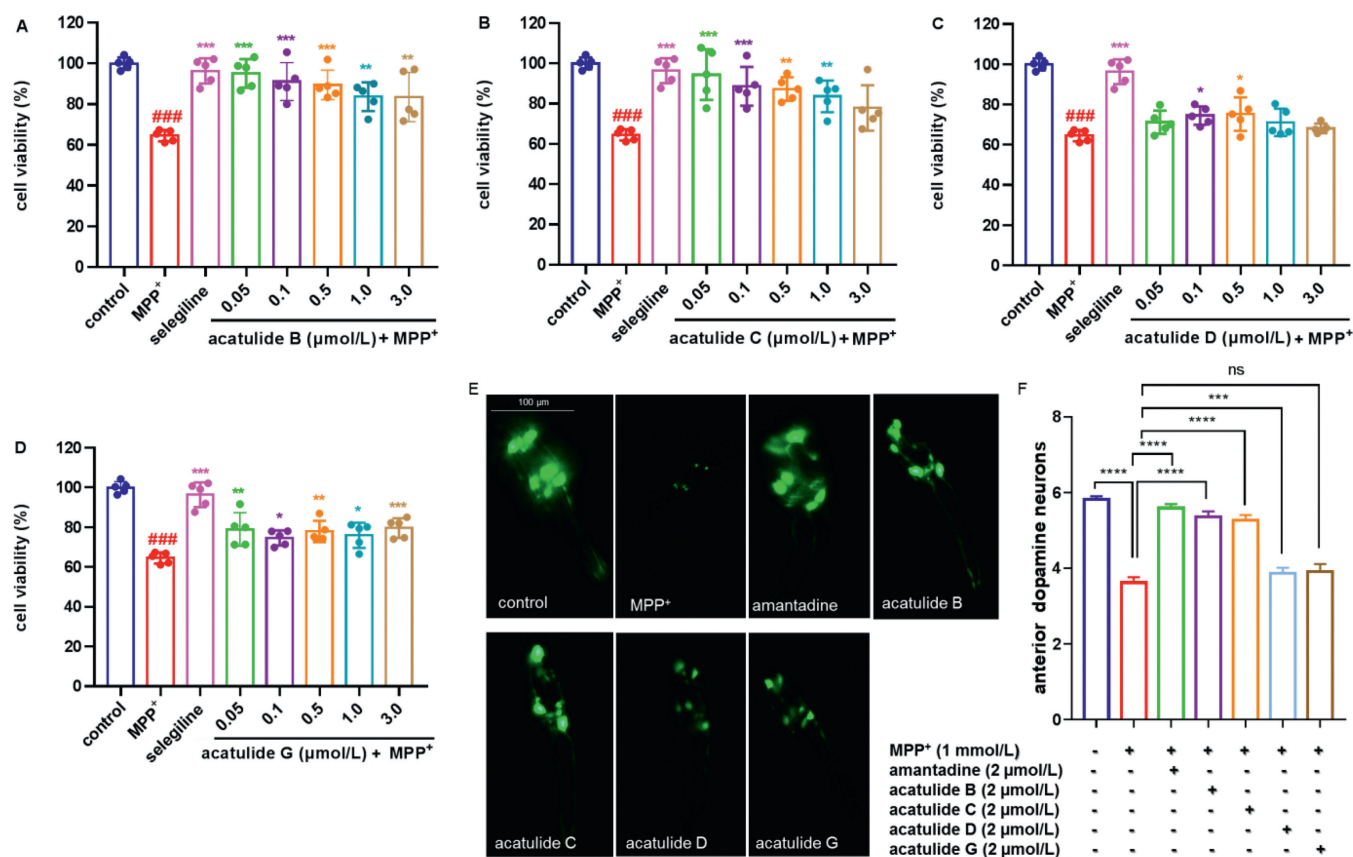 A
cell viability (%)
120
100
80
60
40
20
0
###
***
***
***
***
**
**
control
MPP⁺
selegiline
0.05
0.1
0.5
1.0
3.0
acatulide B (μmol/L) + MPP⁺
B
cell viability (%)
120
100
80
60
40
20
0
###
***
***
***
**
**
control
MPP⁺
selegiline
0.05
0.1
0.5
1.0
3.0
acatulide C (μmol/L) + MPP⁺
C
cell viability (%)
120
100
80
60
40
20
0
###
***
*
*
control
MPP⁺
selegiline
0.05
0.1
0.5
1.0
3.0
acatulide D (μmol/L) + MPP⁺
D
cell viability (%)
120
100
80
60
40
20
0
###
***
**
*
**
*
***
control
MPP⁺
selegiline
0.05
0.1
0.5
1.0
3.0
acatulide G (μmol/L) + MPP⁺
E
100 μm
control
MPP⁺
amantadine
acatulide B
acatulide C
acatulide D
acatulide G
F
anterior dopamine neurons
8
6
4
2
0
ns
***
****
****
**** ****
MPP⁺ (1 mmol/L) - + + + + + +
amantadine (2 μmol/L) - - + - - - -
acatulide B (2 μmol/L) - - - + - - -
acatulide C (2 μmol/L) - - - - + - -
acatulide D (2 μmol/L) - - - - - + -
acatulide G (2 μmol/L) - - - - - - +